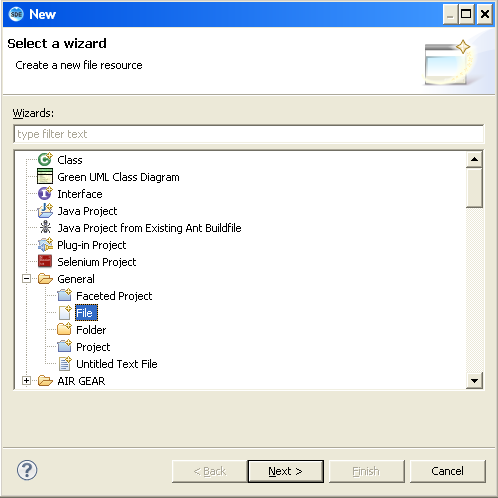 SDE New
Select a wizard
Create a new file resource
Wizards:
type filter text
Class
Green UML Class Diagram
Interface
Java Project
Java Project from Existing Ant Buildfile
Plug-in Project
Selenium Project
General
Faceted Project
File
Folder
Project
Untitled Text File
AIR GEAR
? < Back Next > Finish Cancel